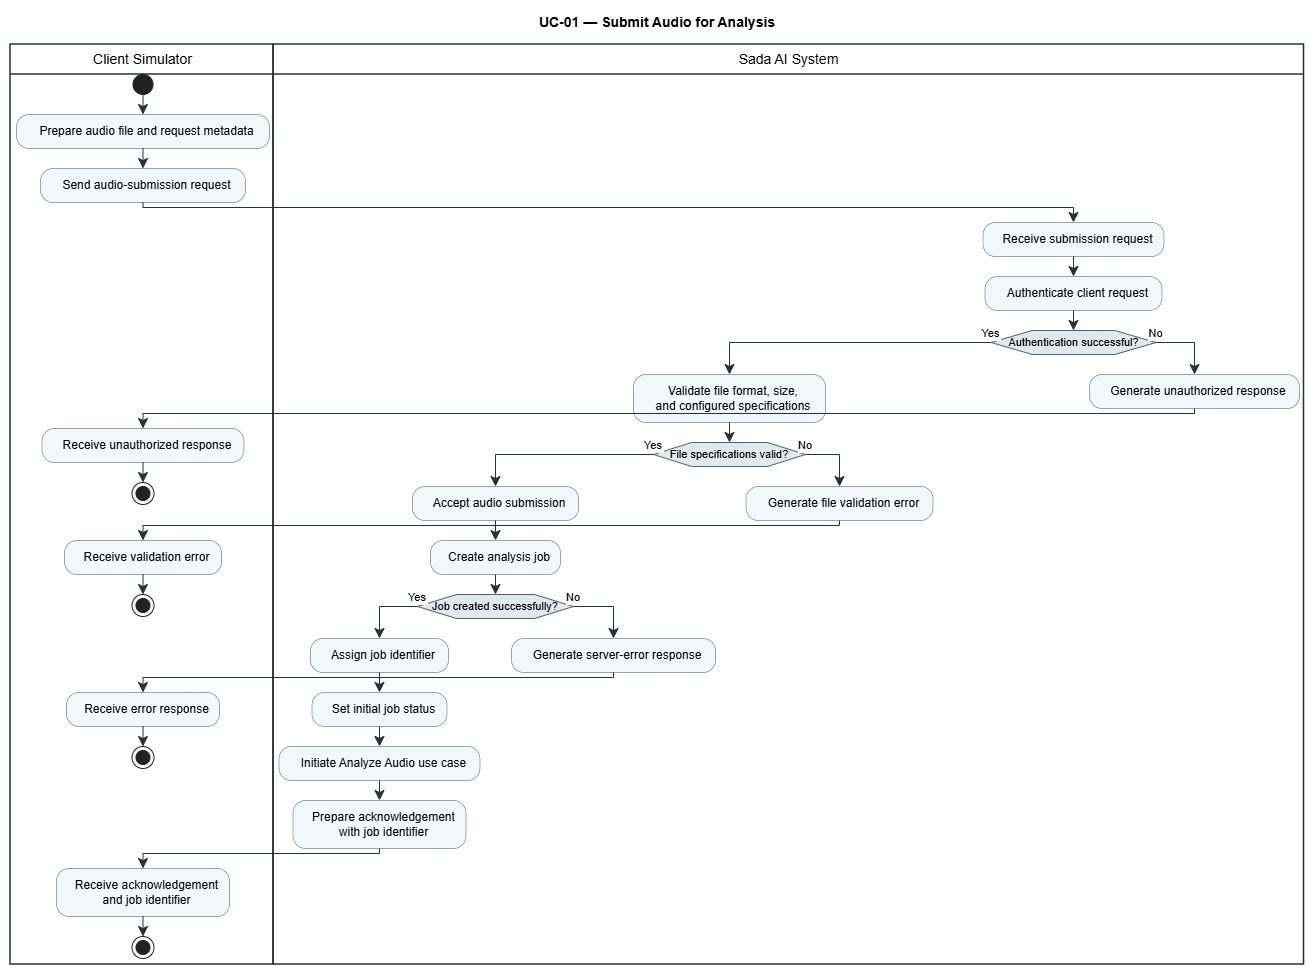 UC-01 — Submit Audio for Analysis
Client Simulator
Sada AI System
Prepare audio file and request metadata
Send audio-submission request
Receive submission request
Authenticate client request
Yes
Authentication successful?
No
Validate file format, size,
and configured specifications
Generate unauthorized response
Receive unauthorized response
Yes
File specifications valid?
No
Accept audio submission
Generate file validation error
Receive validation error
Create analysis job
Yes
Job created successfully?
No
Assign job identifier
Generate server-error response
Receive error response
Set initial job status
Initiate Analyze Audio use case
Prepare acknowledgement
with job identifier
Receive acknowledgement
and job identifier